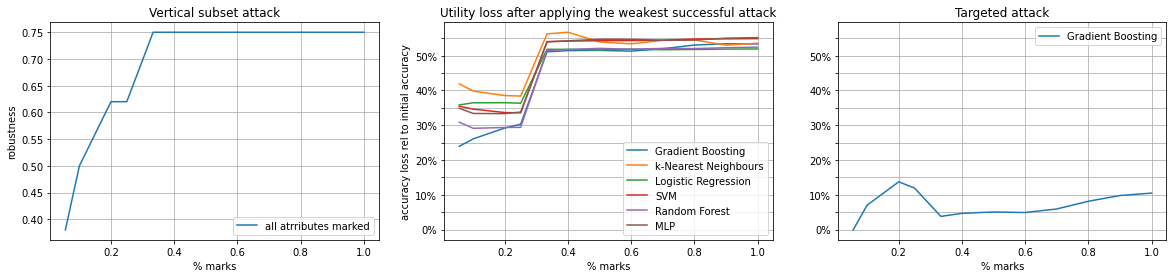 Vertical subset attack
robustness
0.75
0.70
0.65
0.60
0.55
0.50
0.45
0.40
0.2
0.4
0.6
0.8
1.0
% marks
all atrributes marked
Utility loss after applying the weakest successful attack
accuracy loss rel to initial accuracy
50%
40%
30%
20%
10%
0%
0.2
0.4
0.6
0.8
1.0
% marks
Gradient Boosting
k-Nearest Neighbours
Logistic Regression
SVM
Random Forest
MLP
Targeted attack
50%
40%
30%
20%
10%
0%
0.2
0.4
0.6
0.8
1.0
% marks
Gradient Boosting